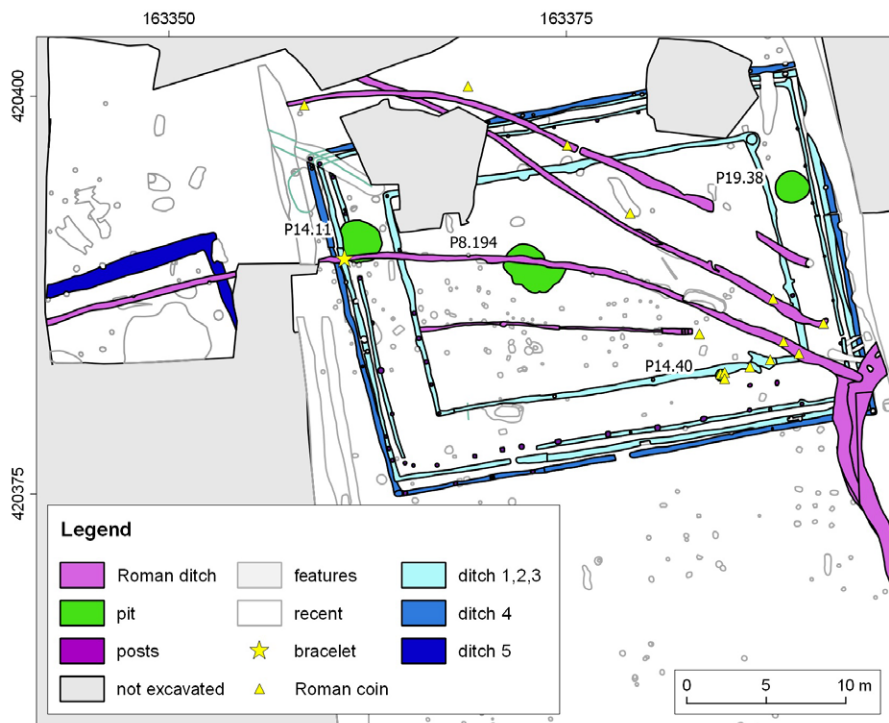 163350 163375
420400
P19.38
P14.11
P8.194
P14.40
420375
Legend
Roman ditch features ditch 1,2,3
pit recent ditch 4
posts bracelet ditch 5
not excavated Roman coin
0 5 10 m